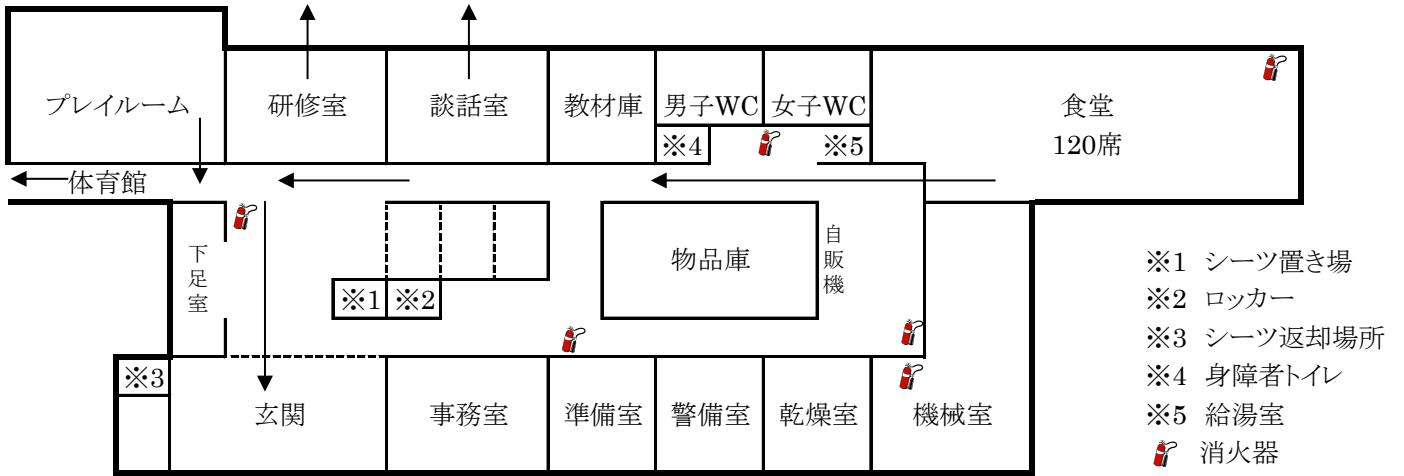 プレイルーム
研修室
談話室
教材庫
男子WC
女子WC
食堂
120席
※4
※5
体育館
下足室
物品庫
自販機
※1
※2
※1 シーツ置き場
※2 ロッカー
※3 シーツ返却場所
※4 身障者トイレ
※5 給湯室
消火器
※3
玄関
事務室
準備室
警備室
乾燥室
機械室